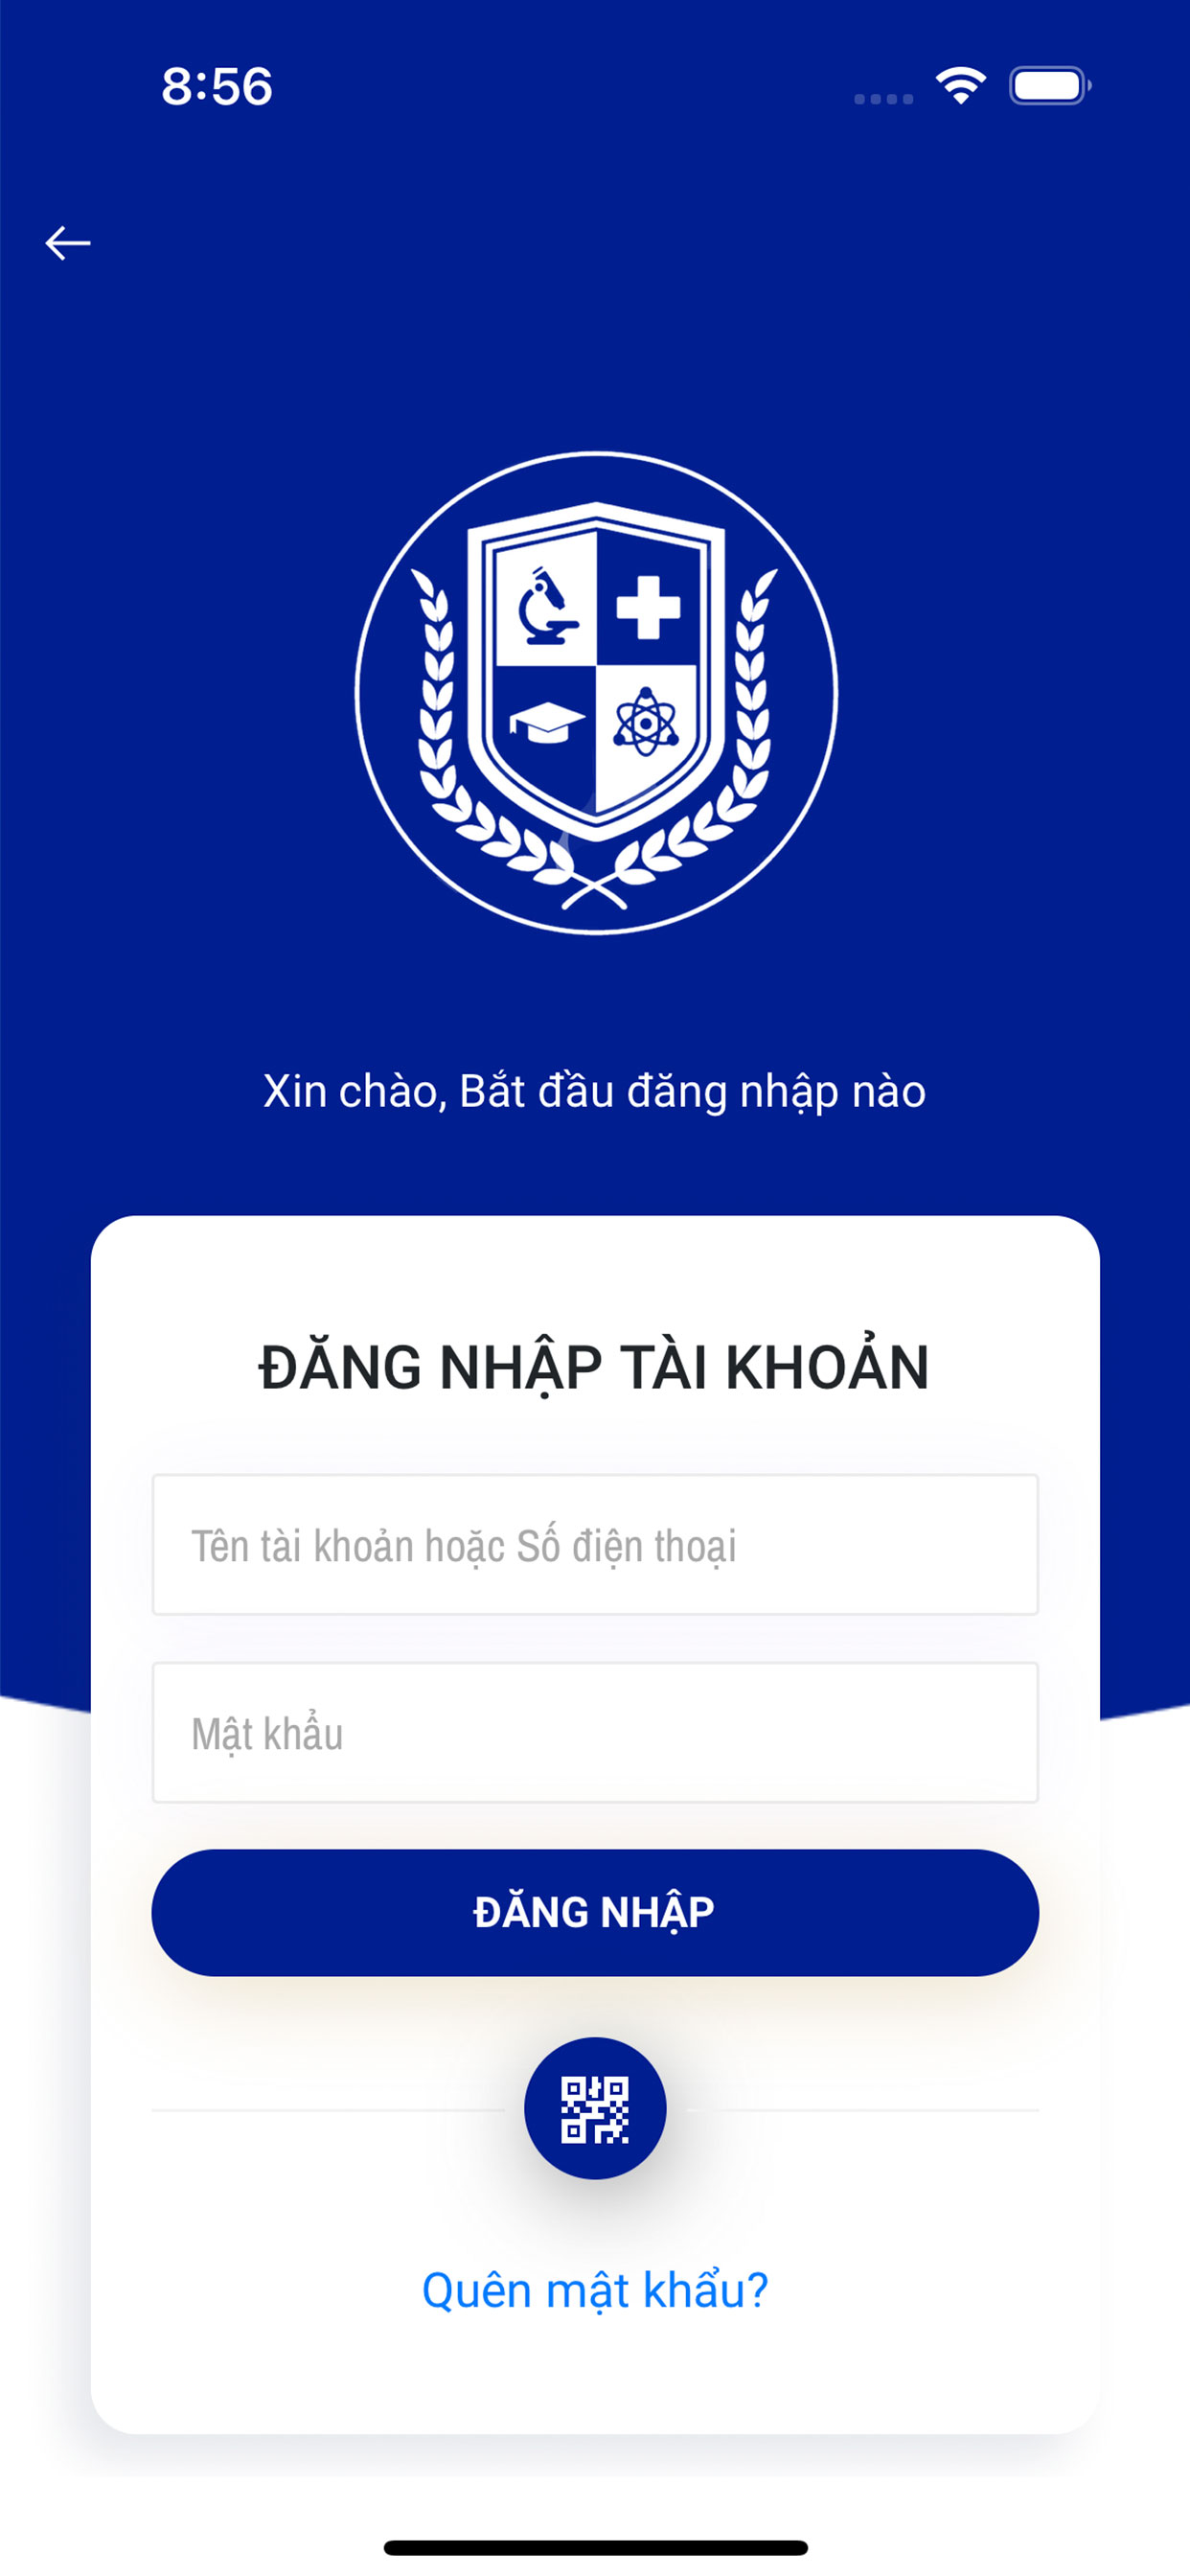 8:56
Xin chào, Bắt đầu đăng nhập nào
ĐĂNG NHẬP TÀI KHOẢN
Tên tài khoản hoặc Số điện thoại
Mật khẩu
ĐĂNG NHẬP
Quên mật khẩu?